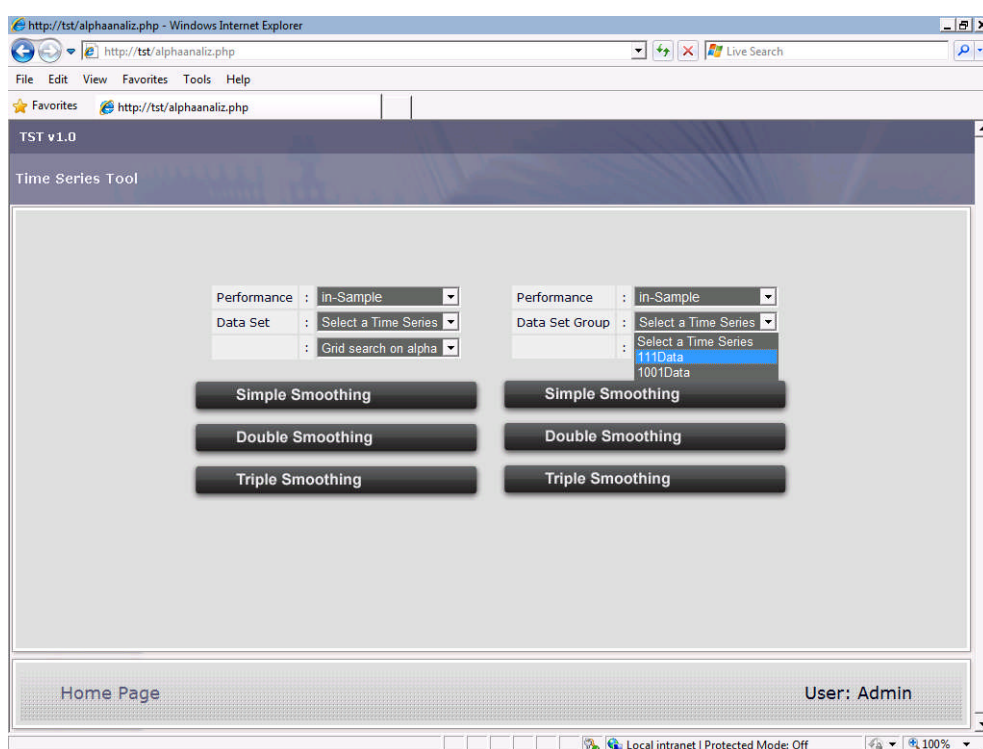 http://tst/alphaanaliz.php - Windows Internet Explorer
http://tst/alphaanaliz.php
Live Search
File Edit View Favorites Tools Help
Favorites http://tst/alphaanaliz.php
TST v1.0
Time Series Tool
Performance : in-Sample
Data Set : Select a Time Series
: Grid search on alpha
Simple Smoothing
Double Smoothing
Triple Smoothing
Performance : in-Sample
Data Set Group : Select a Time Series
:
Select a Time Series
111Data
1001Data
Simple Smoothing
Double Smoothing
Triple Smoothing
Home Page
User: Admin
Local intranet | Protected Mode: Off
100%